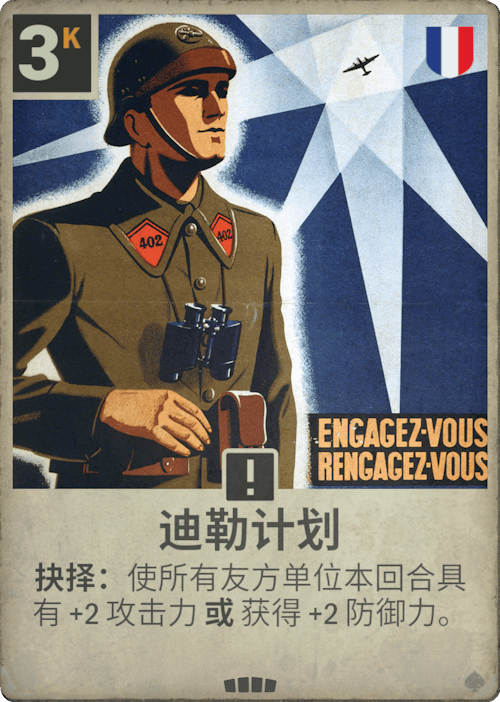 3K
402
402
ENGAGEZ-VOUS
RENGAGEZ-VOUS
!
迪勒计划
抉择：使所有友方单位本回合具
有 +2 攻击力 或 获得 +2 防御力。